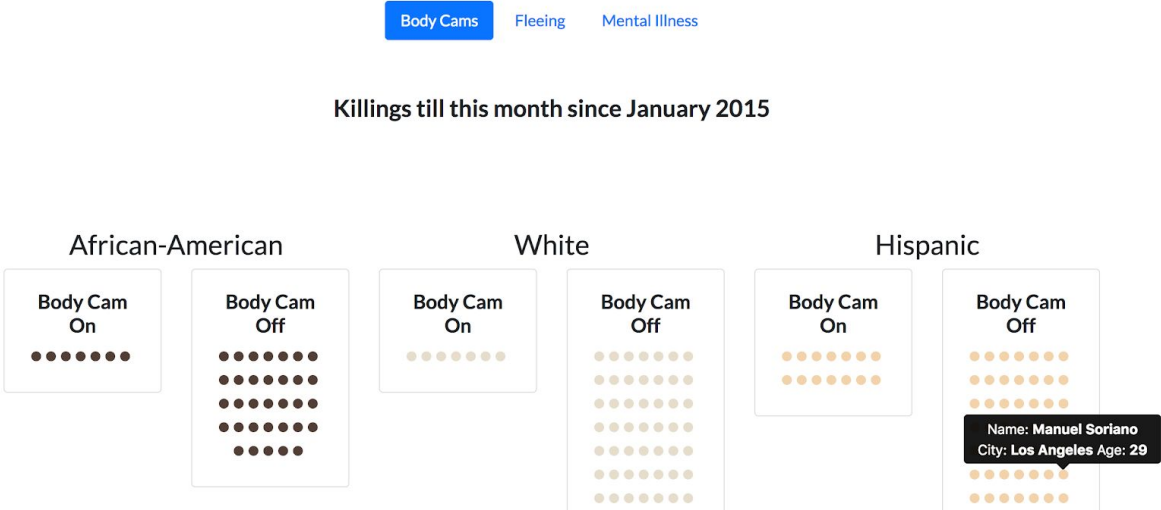 Body Cams Fleeing Mental Illness
Killings till this month since January 2015
African-American White Hispanic
Body Cam
On
Body Cam
Off
Body Cam
On
Body Cam
Off
Body Cam
On
Body Cam
Off
Name: Manuel Soriano
City: Los Angeles Age: 29